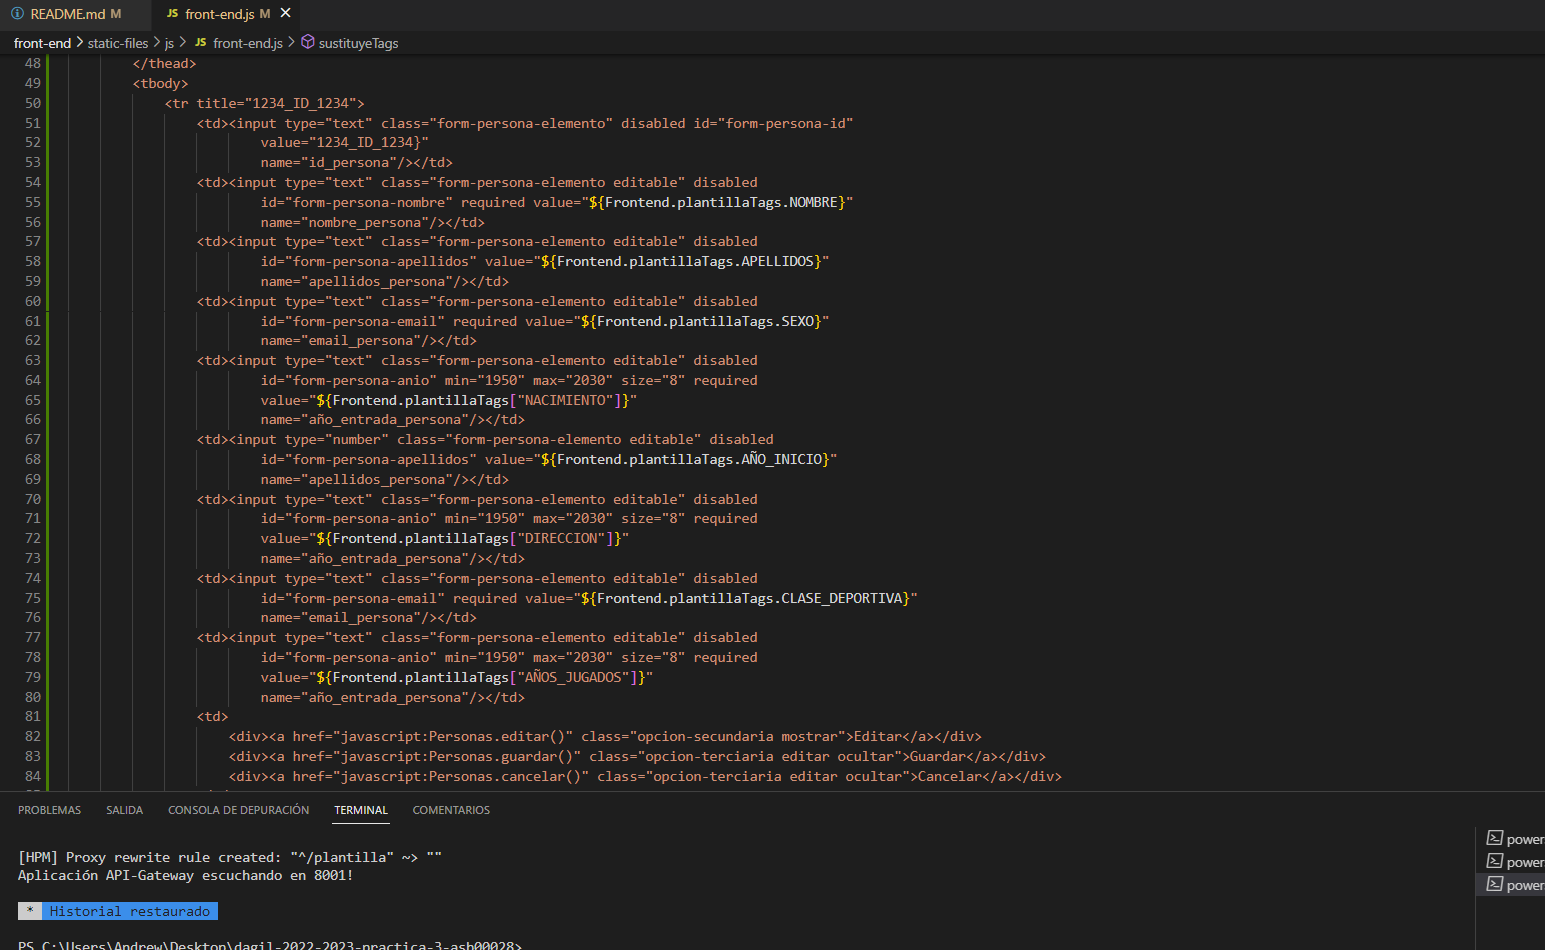 README.md M
JS front-end.js M
front-end > static-files > js > JS front-end.js > sustituyeTags
48 </thead>
49 <tbody>
50 <tr title="1234_ID_1234">
51 <td><input type="text" class="form-persona-elemento" disabled id="form-persona-id"
52 value="1234_ID_1234}"
53 name="id_persona"/></td>
54 <td><input type="text" class="form-persona-elemento editable" disabled
55 id="form-persona-nombre" required value="${Frontend.plantillaTags.NOMBRE}"
56 name="nombre_persona"/></td>
57 <td><input type="text" class="form-persona-elemento editable" disabled
58 id="form-persona-apellidos" value="${Frontend.plantillaTags.APELLIDOS}"
59 name="apellidos_persona"/></td>
60 <td><input type="text" class="form-persona-elemento editable" disabled
61 id="form-persona-email" required value="${Frontend.plantillaTags.SEXO}"
62 name="email_persona"/></td>
63 <td><input type="text" class="form-persona-elemento editable" disabled
64 id="form-persona-anio" min="1950" max="2030" size="8" required
65 value="${Frontend.plantillaTags["NACIMIENTO"]}"
66 name="año_entrada_persona"/></td>
67 <td><input type="number" class="form-persona-elemento editable" disabled
68 id="form-persona-apellidos" value="${Frontend.plantillaTags.AÑO_INICIO}"
69 name="apellidos_persona"/></td>
70 <td><input type="text" class="form-persona-elemento editable" disabled
71 id="form-persona-anio" min="1950" max="2030" size="8" required
72 value="${Frontend.plantillaTags["DIRECCION"]}"
73 name="año_entrada_persona"/></td>
74 <td><input type="text" class="form-persona-elemento editable" disabled
75 id="form-persona-email" required value="${Frontend.plantillaTags.CLASE_DEPORTIVA}"
76 name="email_persona"/></td>
77 <td><input type="text" class="form-persona-elemento editable" disabled
78 id="form-persona-anio" min="1950" max="2030" size="8" required
79 value="${Frontend.plantillaTags["AÑOS_JUGADOS"]}"
80 name="año_entrada_persona"/></td>
81 <td>
82 <div><a href="javascript:Personas.editar()" class="opcion-secundaria mostrar">Editar</a></div>
83 <div><a href="javascript:Personas.guardar()" class="opcion-terciaria editar ocultar">Guardar</a></div>
84 <div><a href="javascript:Personas.cancelar()" class="opcion-terciaria editar ocultar">Cancelar</a></div>
PROBLEMAS SALIDA CONSOLA DE DEPURACIÓN TERMINAL COMENTARIOS
[HPM] Proxy rewrite rule created: "^/plantilla" ~> ""
Aplicación API-Gateway escuchando en 8001!
* Historial restaurado
PS C:\Users\Andrew\Desktop\dagil-2022-2023-practica-3-asb00028>
power
power
power